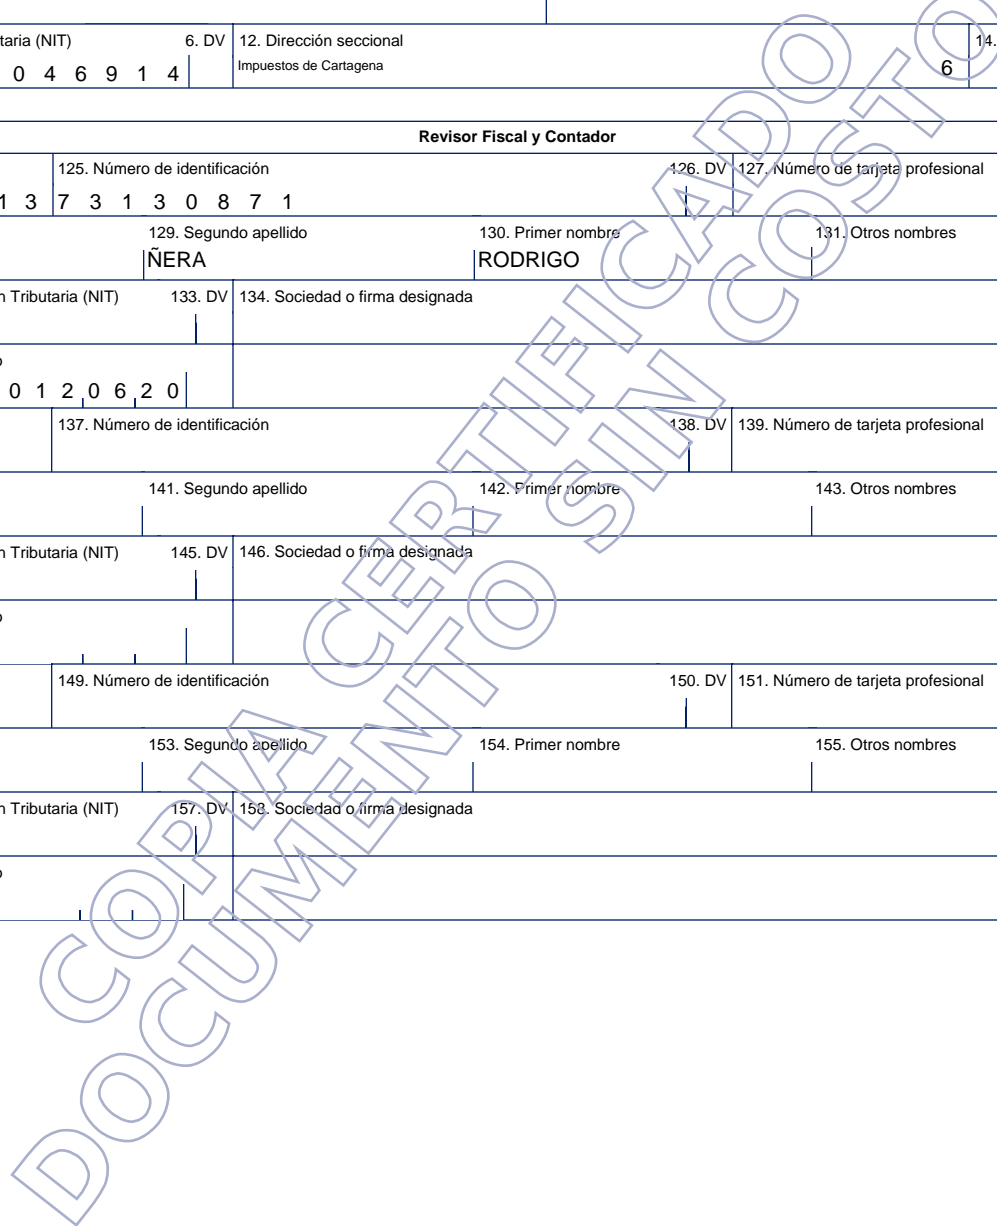 taria (NIT) 6. DV 12. Dirección seccional 14.
0 4 6 9 1 4 Impuestos de Cartagena 6
Revisor Fiscal y Contador
125. Número de identificación 126. DV 127. Número de tarjeta profesional
1 3 7 3 1 3 0 8 7 1
129. Segundo apellido 130. Primer nombre 131. Otros nombres
ÑERA RODRIGO
n Tributaria (NIT) 133. DV 134. Sociedad o firma designada
o
0 1 2 0 6 2 0
137. Número de identificación 138. DV 139. Número de tarjeta profesional
141. Segundo apellido 142. Primer nombre 143. Otros nombres
n Tributaria (NIT) 145. DV 146. Sociedad o firma designada
o
149. Número de identificación 150. DV 151. Número de tarjeta profesional
153. Segundo apellido 154. Primer nombre 155. Otros nombres
n Tributaria (NIT) 157. DV 158. Sociedad o firma designada
o
COPIA CERTIFICADO
DOCUMENTO SIN COSTO